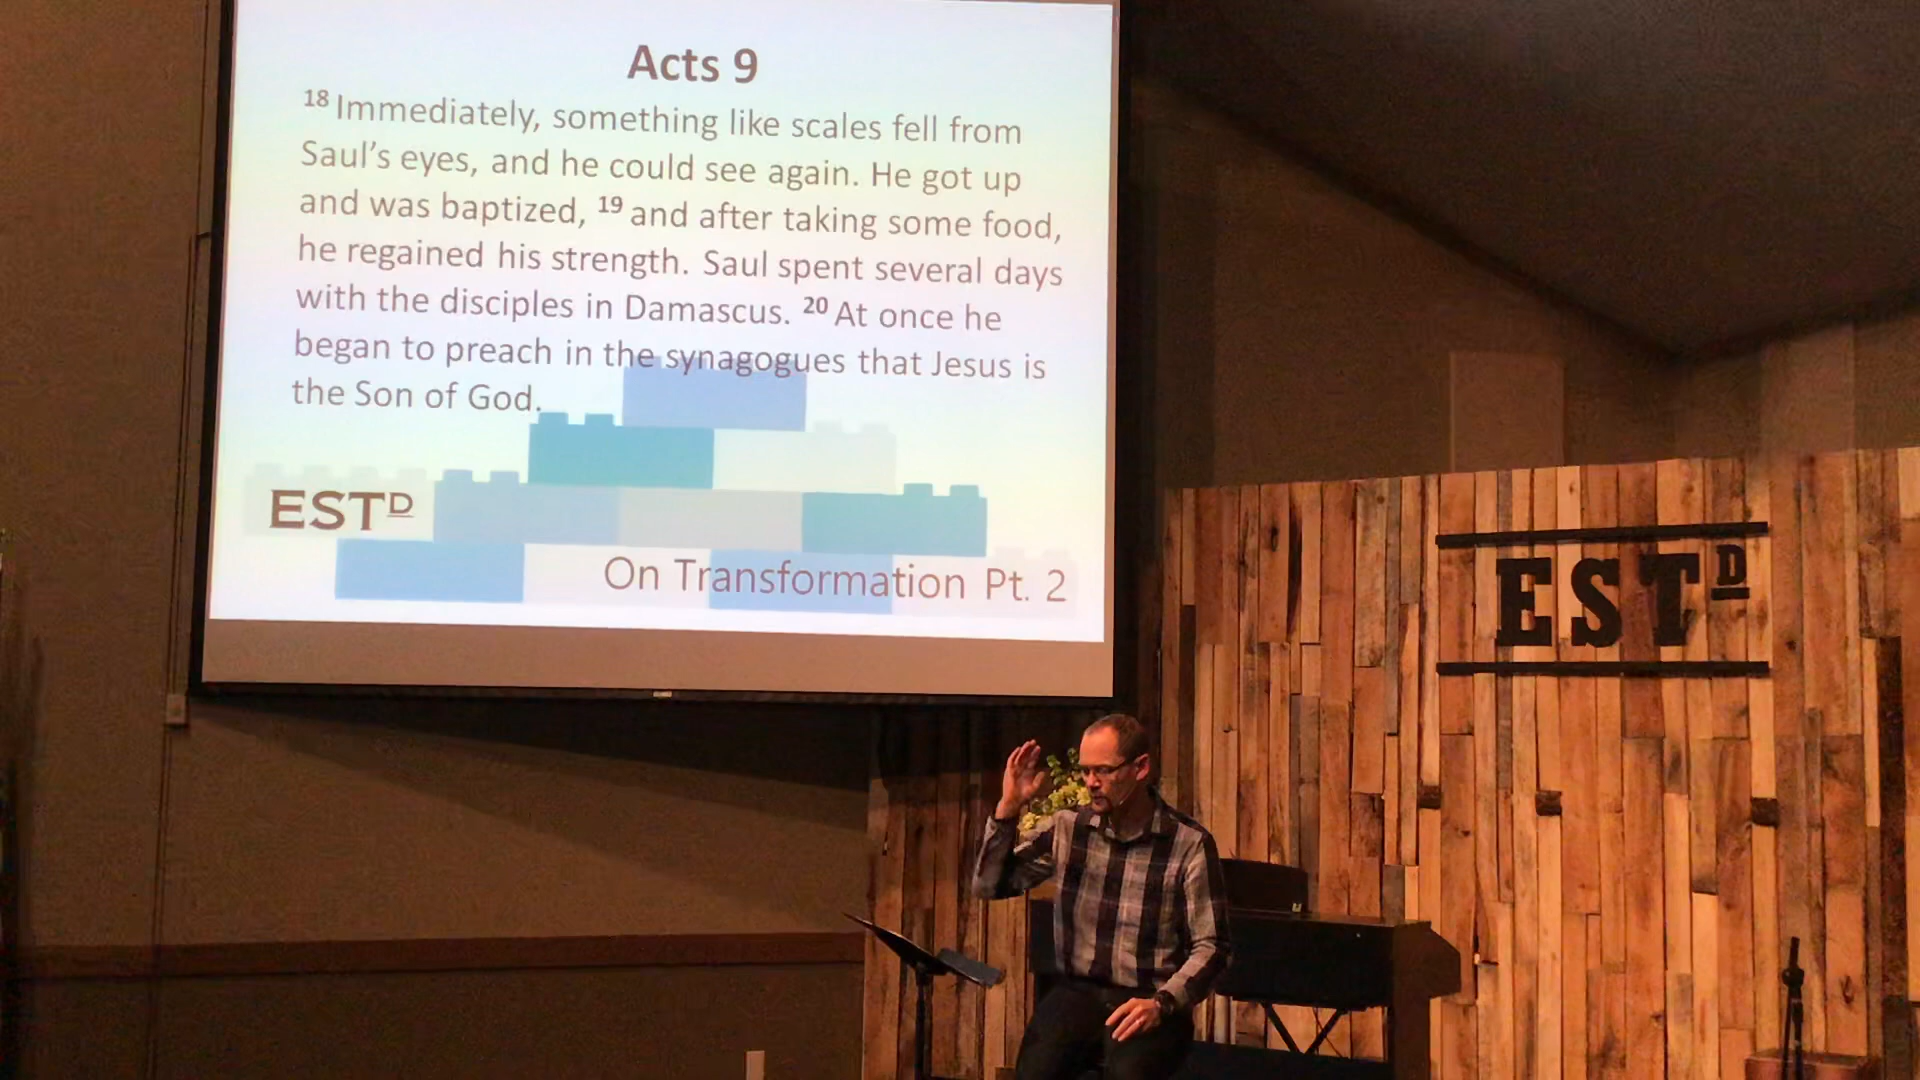 Acts 9
18 Immediately, something like scales fell from
Saul's eyes, and he could see again. He got up
and was baptized, 19 and after taking some food,
he regained his strength. Saul spent several days
with the disciples in Damascus. 20 At once he
began to preach in the synagogues that Jesus is
the Son of God.
ESTD
On Transformation Pt. 2
ESTD